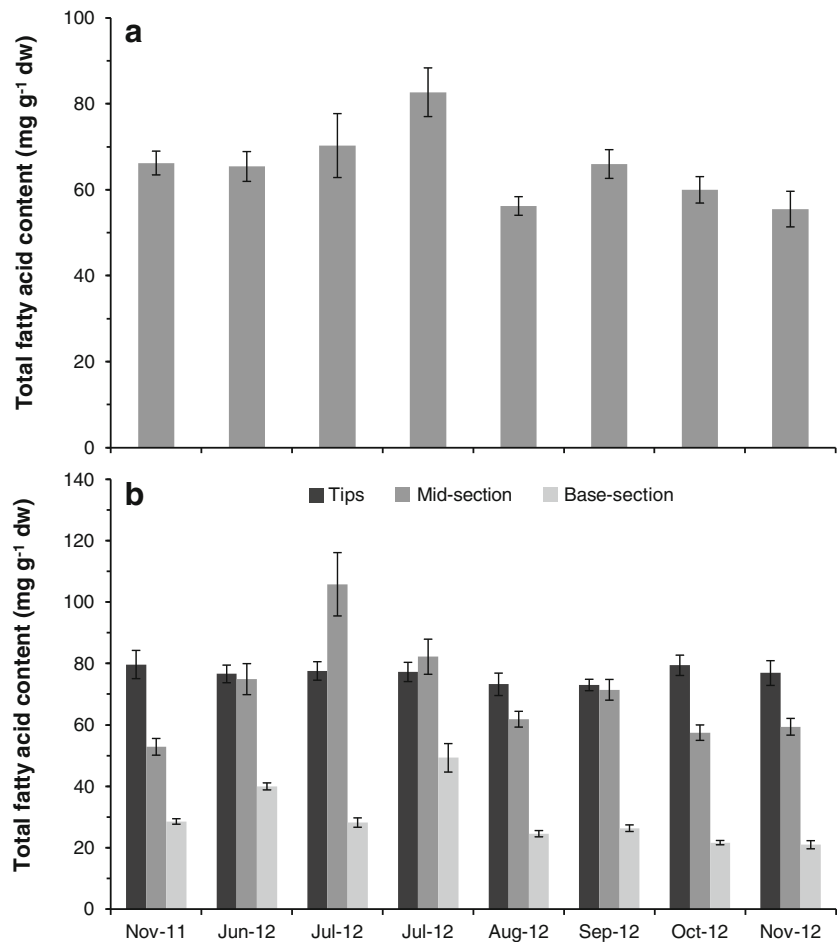 a
Total fatty acid content (mg g⁻¹ dw)
100
80
60
40
20
0
b
Tips Mid-section Base-section
Total fatty acid content (mg g⁻¹ dw)
140
120
100
80
60
40
20
0
Nov-11 Jun-12 Jul-12 Jul-12 Aug-12 Sep-12 Oct-12 Nov-12